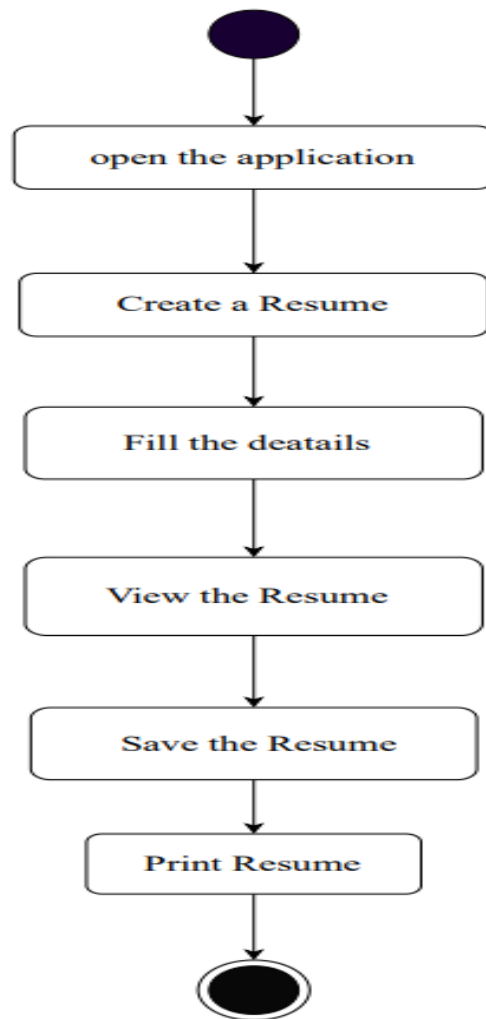 open the application
Create a Resume
Fill the deatails
View the Resume
Save the Resume
Print Resume